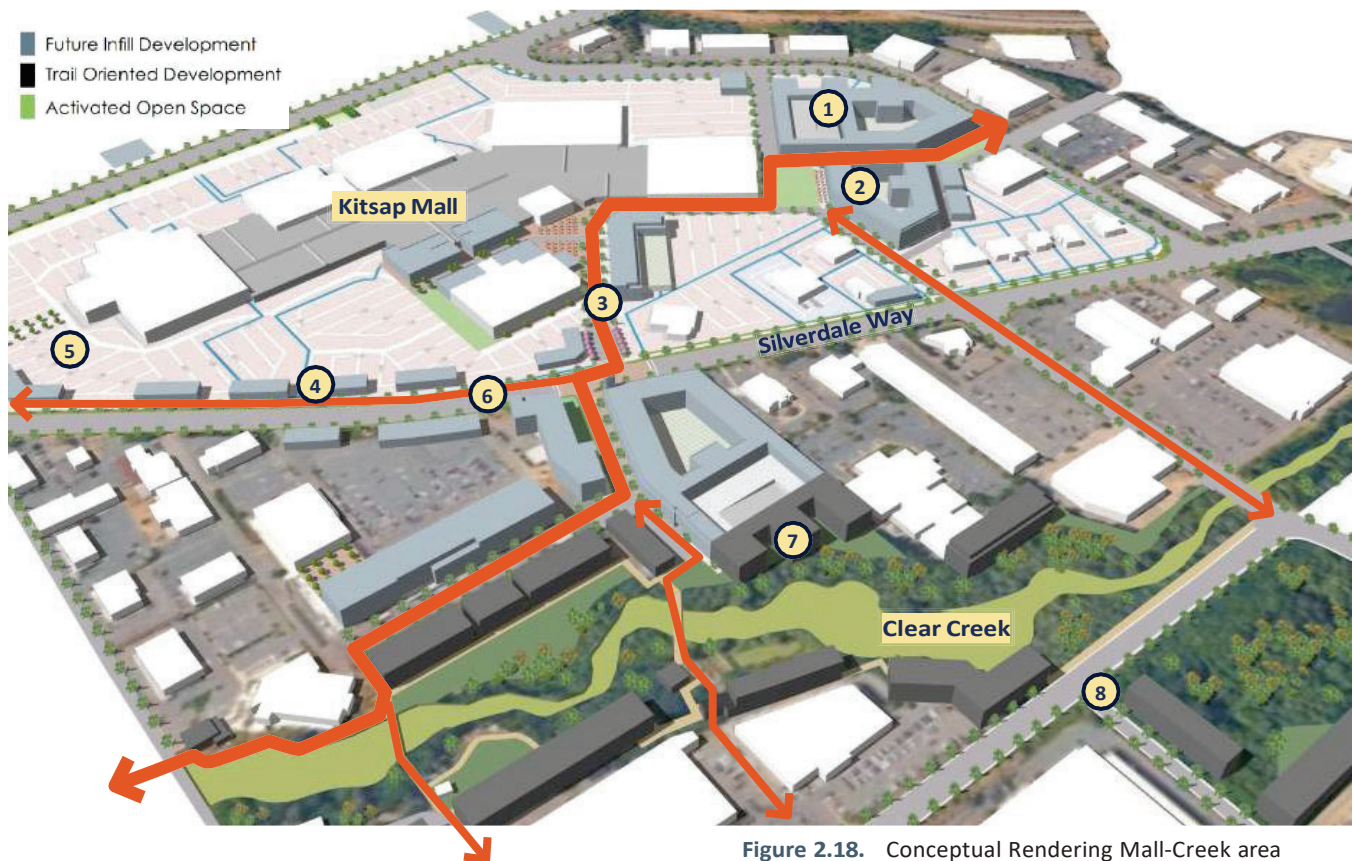 Future Infill Development
Trail Oriented Development
Activated Open Space
1
2
Kitsap Mall
3
Silverdale Way
5
4
6
7
Clear Creek
8
Figure 2.18. Conceptual Rendering Mall-Creek area